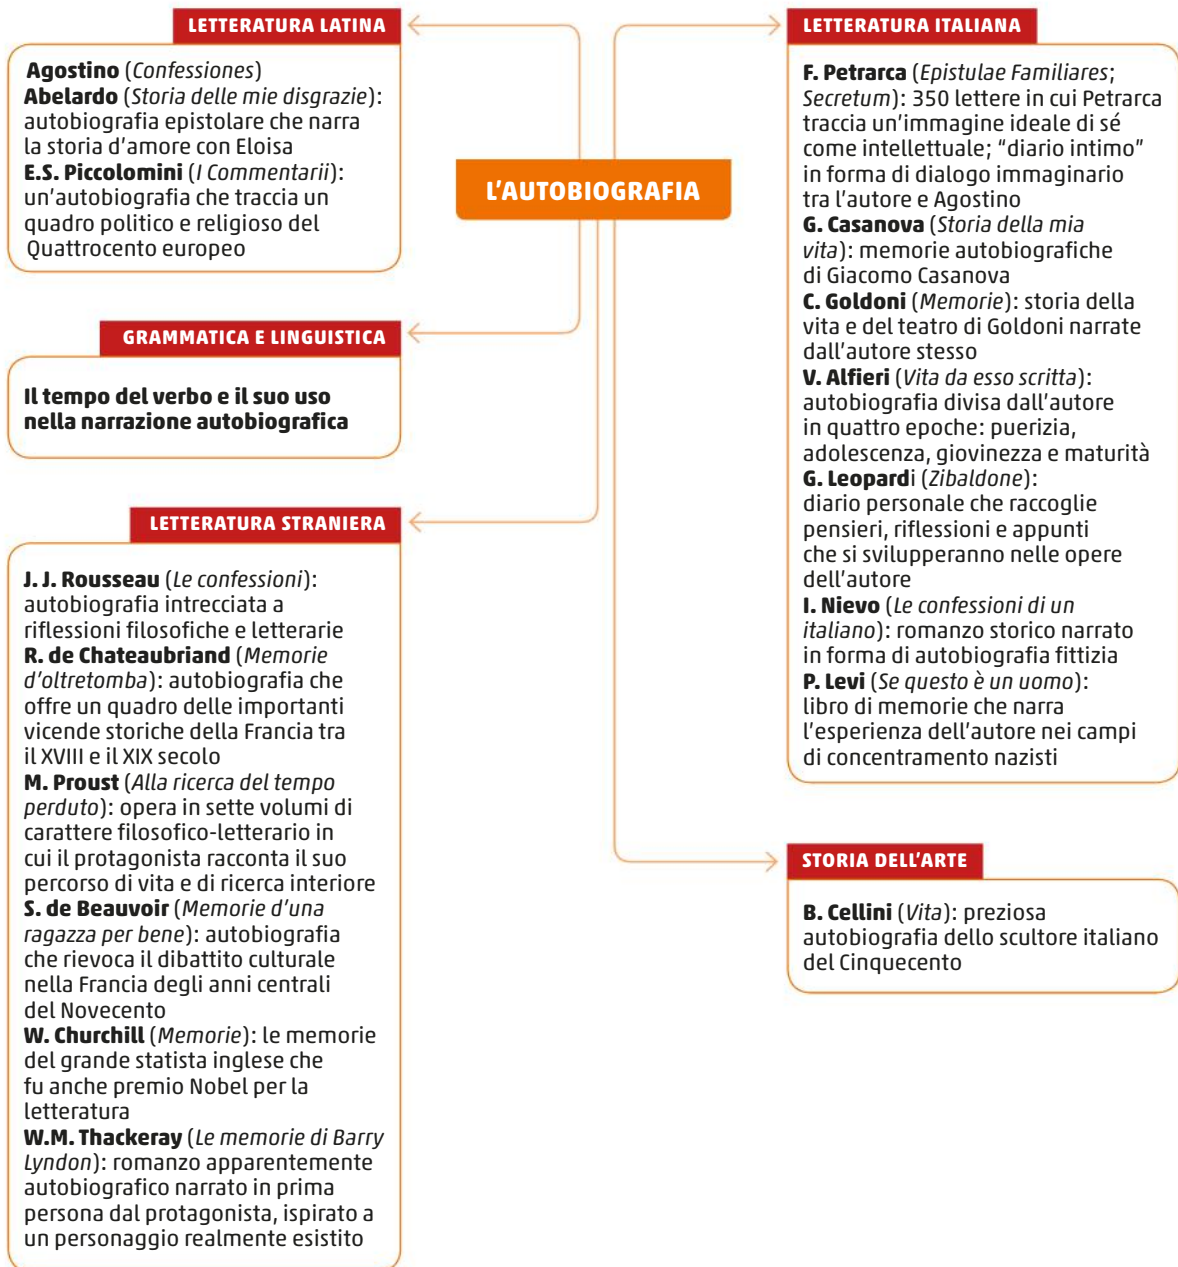 LETTERATURA LATINA
Agostino (Confessiones)
Abelardo (Storia delle mie disgrazie):
autobiografia epistolare che narra
la storia d'amore con Eloisa
E.S. Piccolomini (I Commentarii):
un'autobiografia che traccia un
quadro politico e religioso del
Quattrocento europeo
L'AUTOBIOGRAFIA
GRAMMATICA E LINGUISTICA
Il tempo del verbo e il suo uso
nella narrazione autobiografica
LETTERATURA STRANIERA
J. J. Rousseau (Le confessioni):
autobiografia intrecciata a
riflessioni filosofiche e letterarie
R. de Chateaubriand (Memorie
d'oltretomba): autobiografia che
offre un quadro delle importanti
vicende storiche della Francia tra
il XVIII e il XIX secolo
M. Proust (Alla ricerca del tempo
perduto): opera in sette volumi di
carattere filosofico-letterario in
cui il protagonista racconta il suo
percorso di vita e di ricerca interiore
S. de Beauvoir (Memorie d'una
ragazza per bene): autobiografia
che rievoca il dibattito culturale
nella Francia degli anni centrali
del Novecento
W. Churchill (Memorie): le memorie
del grande statista inglese che
fu anche premio Nobel per la
letteratura
W.M. Thackeray (Le memorie di Barry
Lyndon): romanzo apparentemente
autobiografico narrato in prima
persona dal protagonista, ispirato a
un personaggio realmente esistito
LETTERATURA ITALIANA
F. Petrarca (Epistulae Familiares;
Secretum): 350 lettere in cui Petrarca
traccia un'immagine ideale di sé
come intellettuale; "diario intimo"
in forma di dialogo immaginario
tra l'autore e Agostino
G. Casanova (Storia della mia
vita): memorie autobiografiche
di Giacomo Casanova
C. Goldoni (Memorie): storia della
vita e del teatro di Goldoni narrate
dall'autore stesso
V. Alfieri (Vita da esso scritta):
autobiografia divisa dall'autore
in quattro epoche: puerizia,
adolescenza, giovinezza e maturità
G. Leopardi (Zibaldone):
diario personale che raccoglie
pensieri, riflessioni e appunti
che si svilupperanno nelle opere
dell'autore
I. Nievo (Le confessioni di un
italiano): romanzo storico narrato
in forma di autobiografia fittizia
P. Levi (Se questo è un uomo):
libro di memorie che narra
l'esperienza dell'autore nei campi
di concentramento nazisti
STORIA DELL'ARTE
B. Cellini (Vita): preziosa
autobiografia dello scultore italiano
del Cinquecento